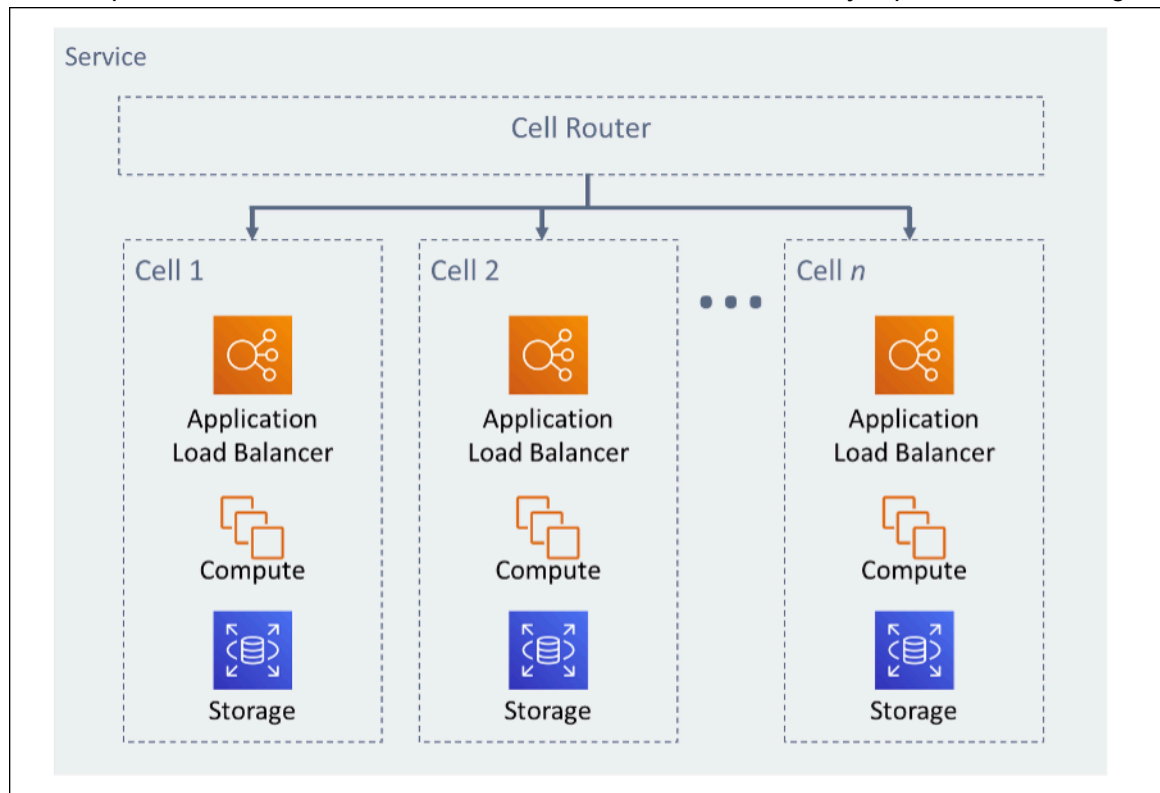 Service
Cell Router
Cell 1
Cell 2
Cell n
Application
Load Balancer
Application
Load Balancer
Application
Load Balancer
Compute
Compute
Compute
Storage
Storage
Storage